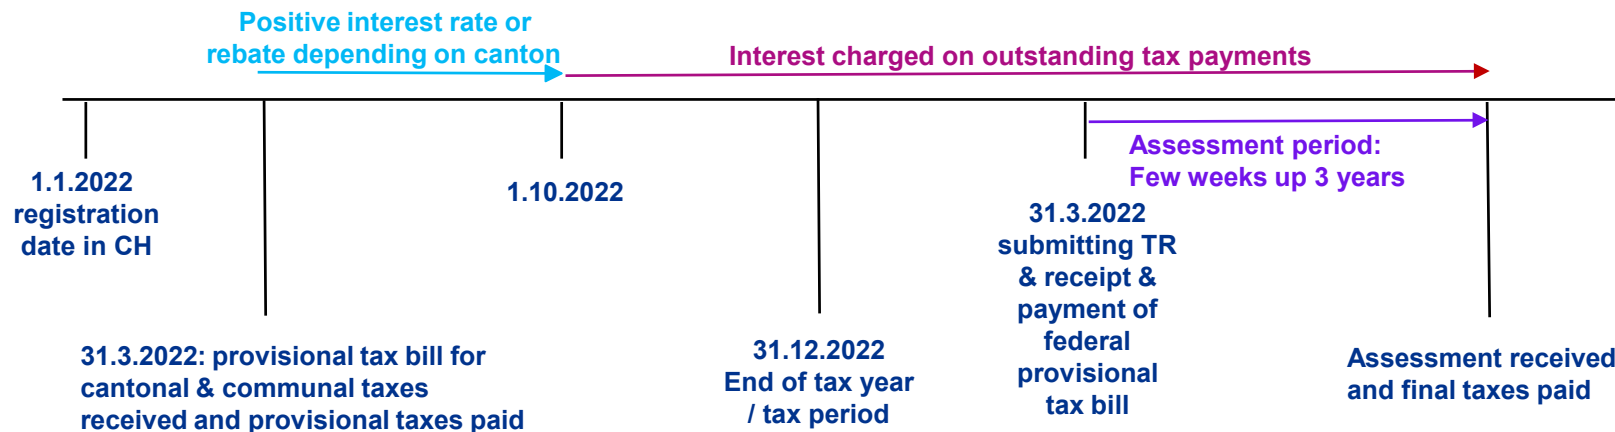 Positive interest rate or
rebate depending on canton
Interest charged on outstanding tax payments
Assessment period:
Few weeks up 3 years
1.1.2022
registration
date in CH
1.10.2022
31.3.2022
submitting TR
& receipt &
payment of
federal
provisional
tax bill
31.3.2022: provisional tax bill for
cantonal & communal taxes
received and provisional taxes paid
31.12.2022
End of tax year
/ tax period
Assessment received
and final taxes paid